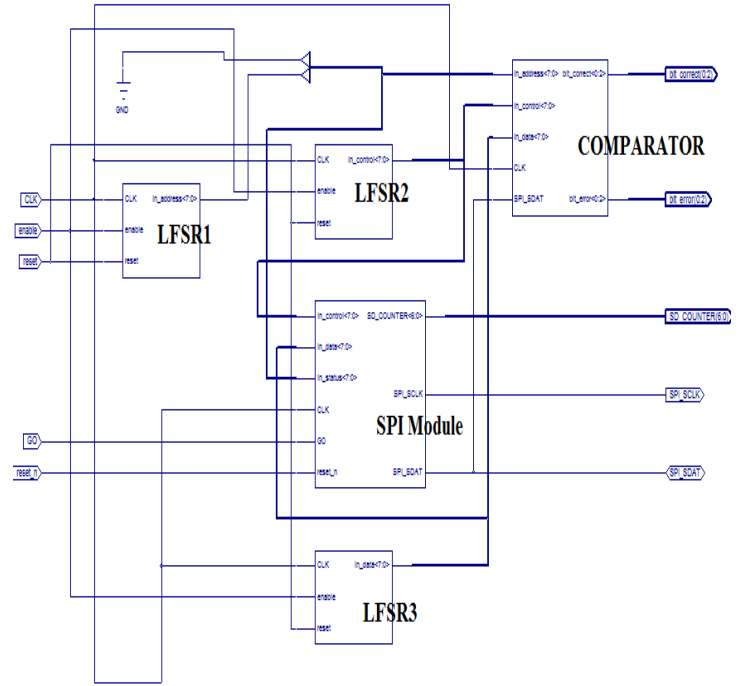 GND
in_address<7:0>
bit_correct<0:2>
in_control<7:0>
in_data<7:0>
CLK
SPI_SDAT
bit_error<0:2>
COMPARATOR
bit_correct(0:2)
bit_error(0:2)
CLK
enable
reset
CLK
in_address<7:0>
enable
reset
LFSR1
CLK
in_control<7:0>
enable
reset
LFSR2
in_control<7:0>
SD_COUNTER<6:0>
in_data<7:0>
in_status<7:0>
CLK
SPI_SCLK
GO
reset_n
SPI_SDAT
SPI Module
SD_COUNTER(6:0)
SPI_SCLK
SPI_SDAT
GO
reset_n
CLK
in_data<7:0>
enable
reset
LFSR3